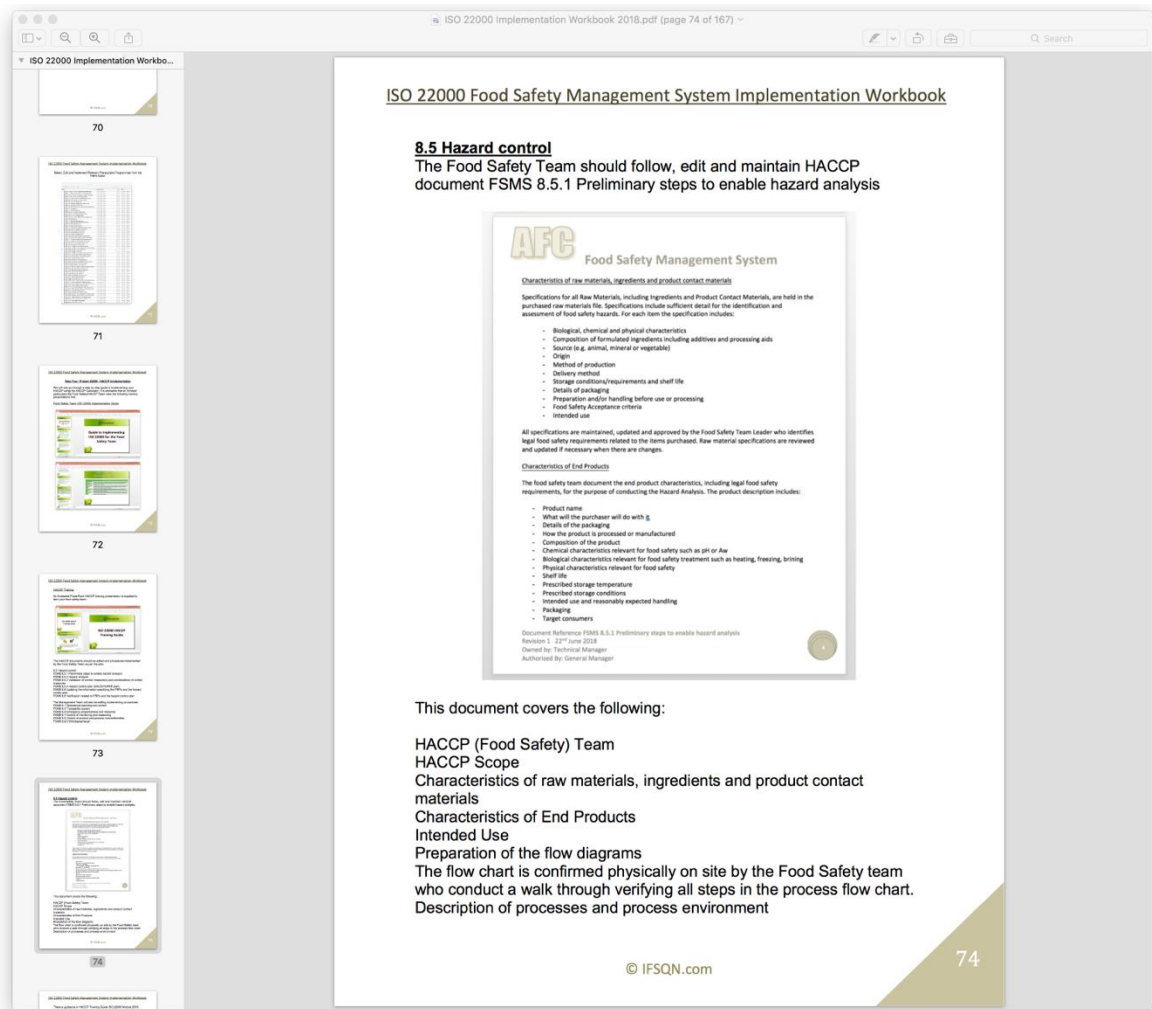 ISO 22000 Implementation Workbook 2018.pdf (page 74 of 167)
Search
ISO 22000 Implementation Workbo...
70
71
72
73
74
ISO 22000 Food Safety Management System Implementation Workbook
8.5 Hazard control
The Food Safety Team should follow, edit and maintain HACCP
document FSMS 8.5.1 Preliminary steps to enable hazard analysis
AFC
Food Safety Management System
Characteristics of raw materials, ingredients and product contact materials
Specifications for all Raw Materials, including Ingredients and Product Contact Materials, are held in the
purchased raw materials file. Specifications include sufficient detail for the identification and
assessment of food safety hazards. For each item the specification includes:
- Biological, chemical and physical characteristics
- Composition of formulated ingredients including additives and processing aids
- Source (e.g. animal, mineral or vegetable)
- Origin
- Method of production
- Delivery method
- Storage conditions/requirements and shelf life
- Details of packaging
- Preparation and/or handling before use or processing
- Food Safety Acceptance criteria
- Intended use
All specifications are maintained, updated and approved by the Food Safety Team Leader who identifies
legal food safety requirements related to the items purchased. Raw material specifications are reviewed
and updated if necessary when there are changes.
Characteristics of End Products
The food safety team document the end product characteristics, including legal food safety
requirements, for the purpose of conducting the Hazard Analysis. The product description includes:
- Product name
- What will the purchaser will do with it
- Details of the packaging
- How the product is processed or manufactured
- Composition of the product
- Chemical characteristics relevant for food safety such as pH or Aw
- Biological characteristics relevant for food safety treatment such as heating, freezing, brining
- Physical characteristics relevant for food safety
- Shelf life
- Prescribed storage temperature
- Prescribed storage conditions
- Intended use and reasonably expected handling
- Packaging
- Target consumers
Document Reference FSMS 8.5.1 Preliminary steps to enable hazard analysis
Revision 1 22nd June 2018
Owned by: Technical Manager
Authorised By: General Manager
This document covers the following:
HACCP (Food Safety) Team
HACCP Scope
Characteristics of raw materials, ingredients and product contact
materials
Characteristics of End Products
Intended Use
Preparation of the flow diagrams
The flow chart is confirmed physically on site by the Food Safety team
who conduct a walk through verifying all steps in the process flow chart.
Description of processes and process environment
© IFSQN.com
74